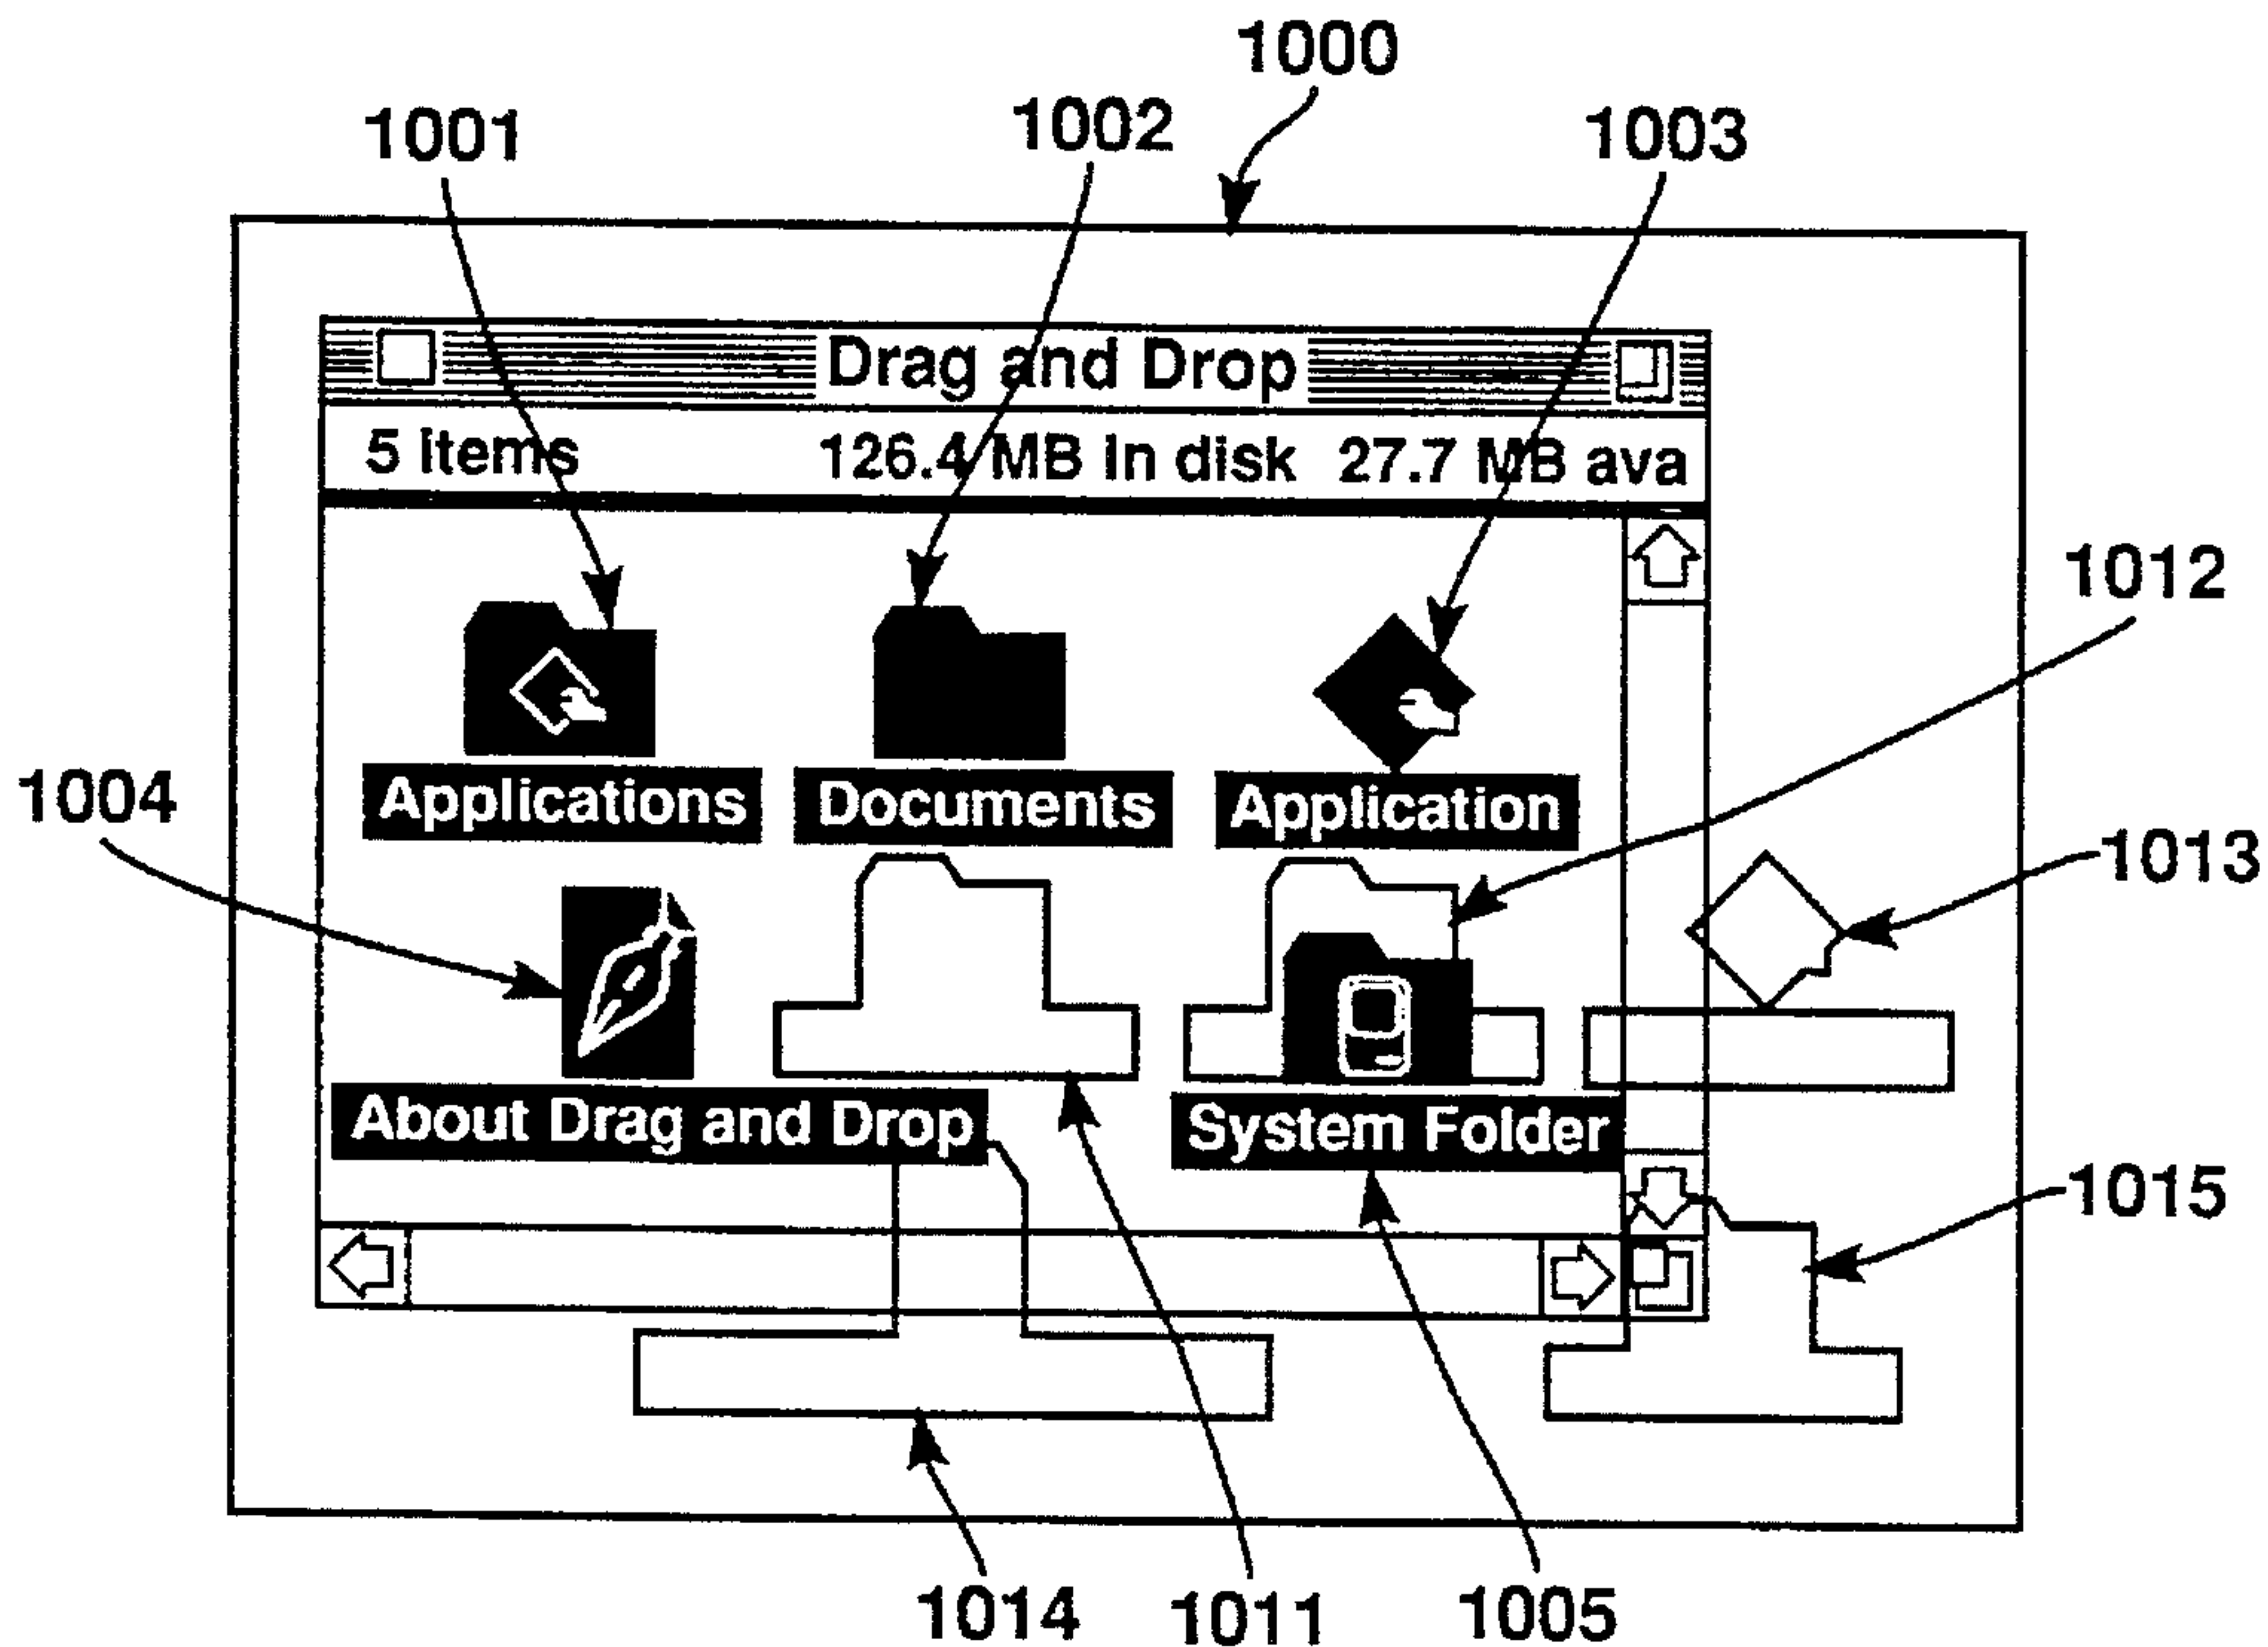 1000
1001
1002
1003
Drag and Drop
5 items 126.4 MB in disk 27.7 MB ava
1012
Applications Documents Application
1004
1013
About Drag and Drop System Folder
1015
1014
1011
1005